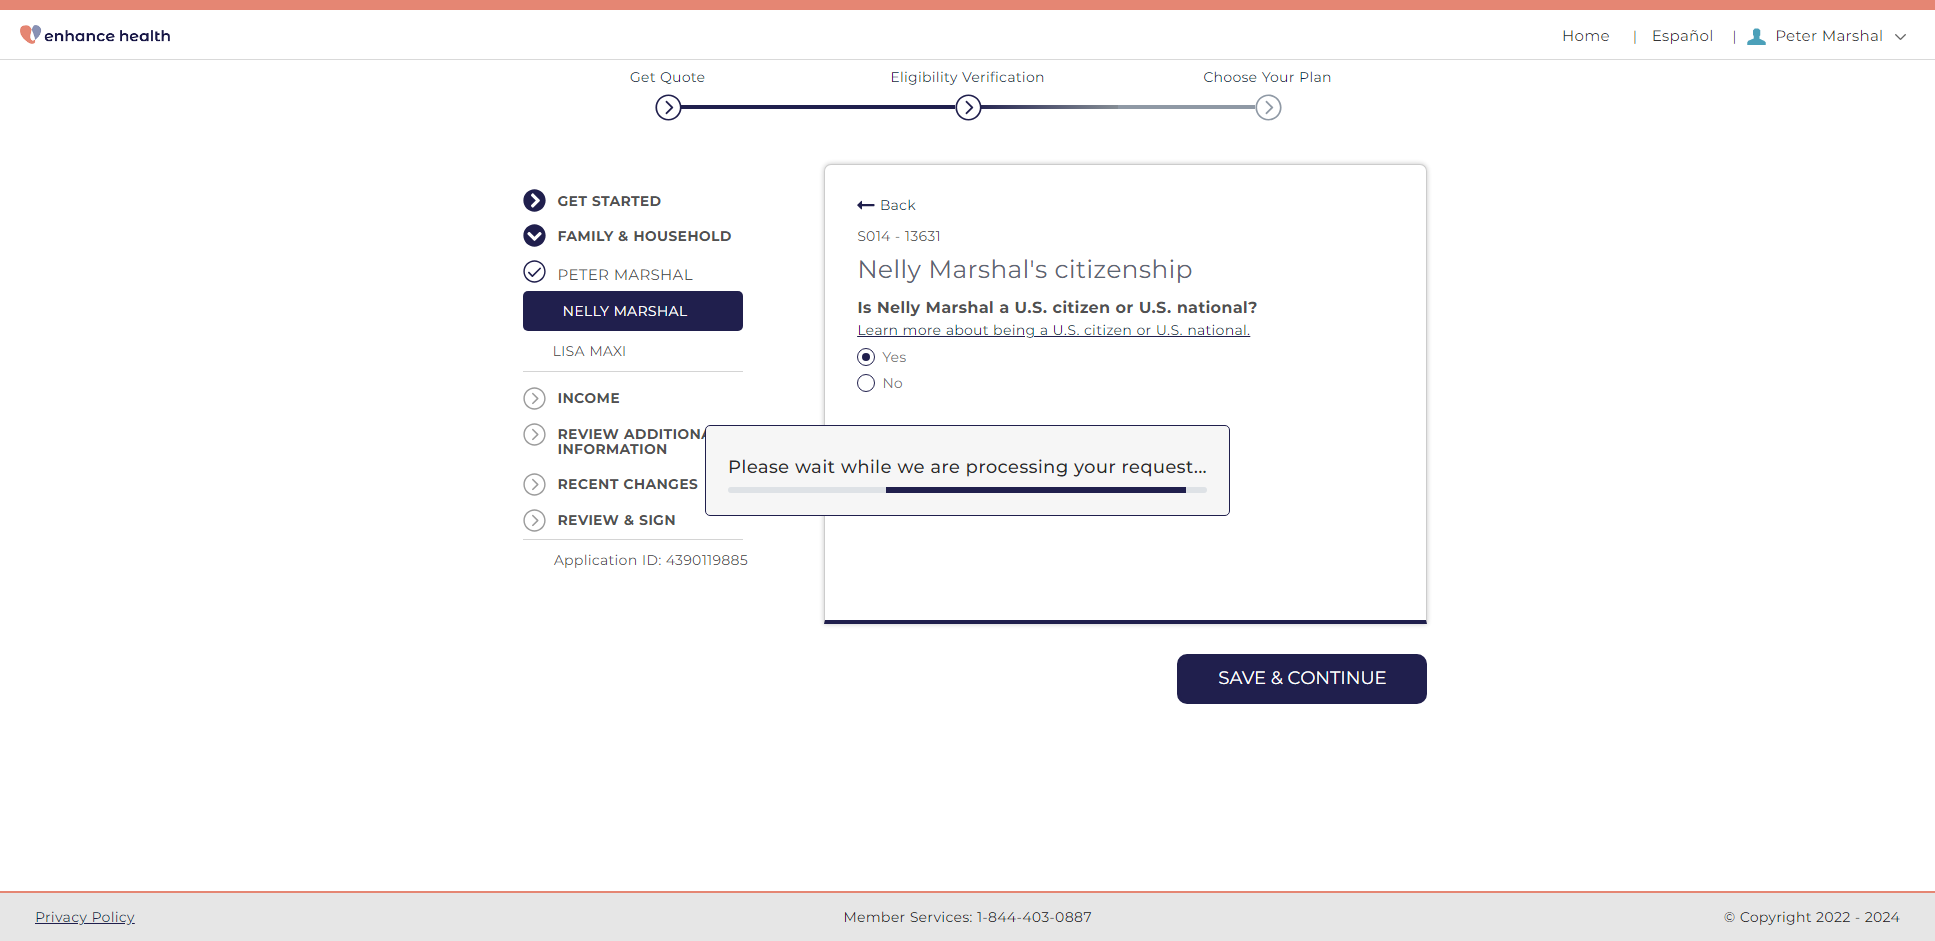 enhance health
Home | Español | Peter Marshal
Get Quote
Eligibility Verification
Choose Your Plan
GET STARTED
FAMILY & HOUSEHOLD
PETER MARSHAL
NELLY MARSHAL
LISA MAXI
INCOME
REVIEW ADDITIONA
INFORMATION
RECENT CHANGES
REVIEW & SIGN
Application ID: 4390119885
Back
S014 - 13631
Nelly Marshal's citizenship
Is Nelly Marshal a U.S. citizen or U.S. national?
Learn more about being a U.S. citizen or U.S. national.
Yes
No
Please wait while we are processing your request...
SAVE & CONTINUE
Privacy Policy
Member Services: 1-844-403-0887
© Copyright 2022 - 2024